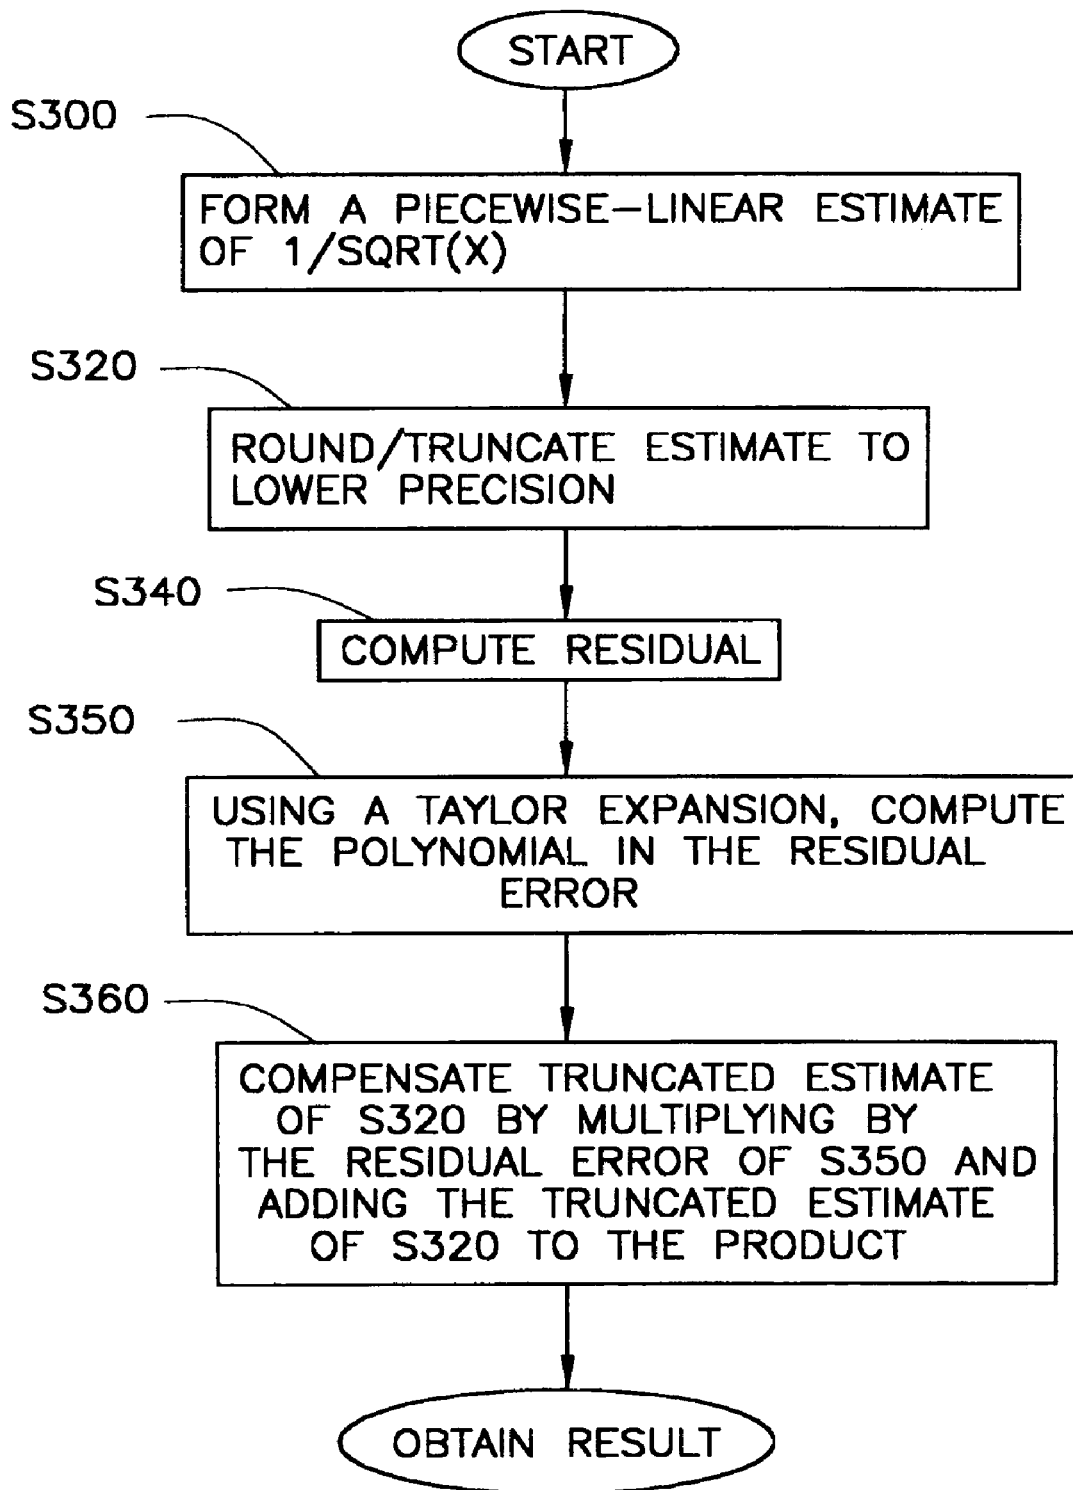 START
S300
FORM A PIECEWISE-LINEAR ESTIMATE
OF 1/SQRT(X)
S320
ROUND/TRUNCATE ESTIMATE TO
LOWER PRECISION
S340
COMPUTE RESIDUAL
S350
USING A TAYLOR EXPANSION, COMPUTE
THE POLYNOMIAL IN THE RESIDUAL
ERROR
S360
COMPENSATE TRUNCATED ESTIMATE
OF S320 BY MULTIPLYING BY
THE RESIDUAL ERROR OF S350 AND
ADDING THE TRUNCATED ESTIMATE
OF S320 TO THE PRODUCT
OBTAIN RESULT